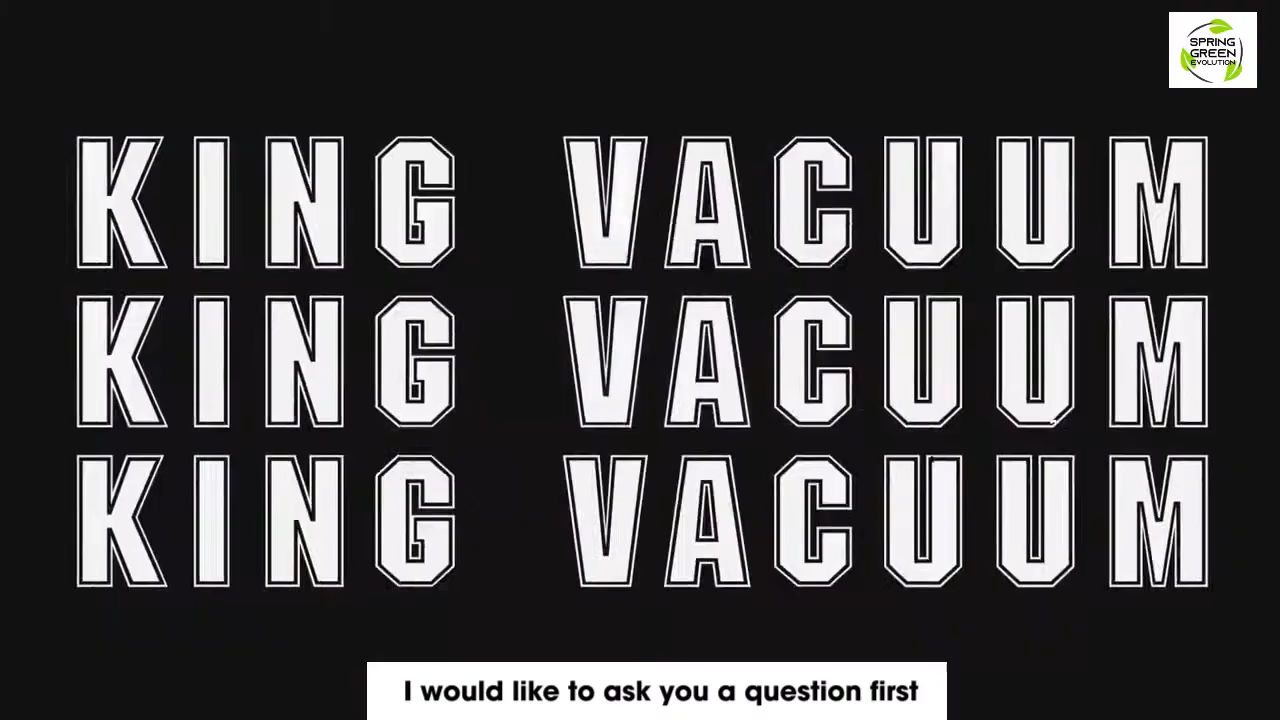 SPRING
GREEN
EVOLUTION
KING VACUUM
KING VACUUM
KING VACUUM
I would like to ask you a question first